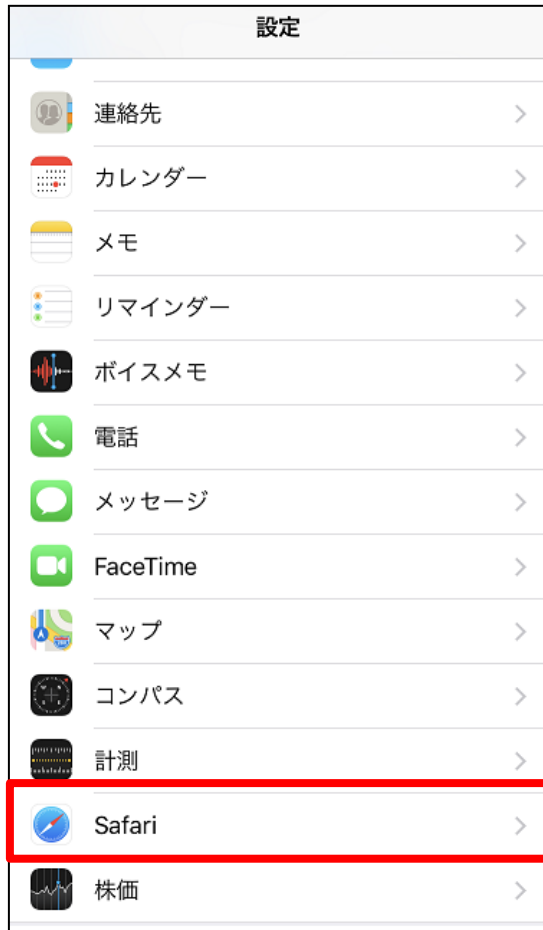 設定
連絡先
カレンダー
メモ
リマインダー
ボイスメモ
電話
メッセージ
FaceTime
マップ
コンパス
計測
Safari
株価